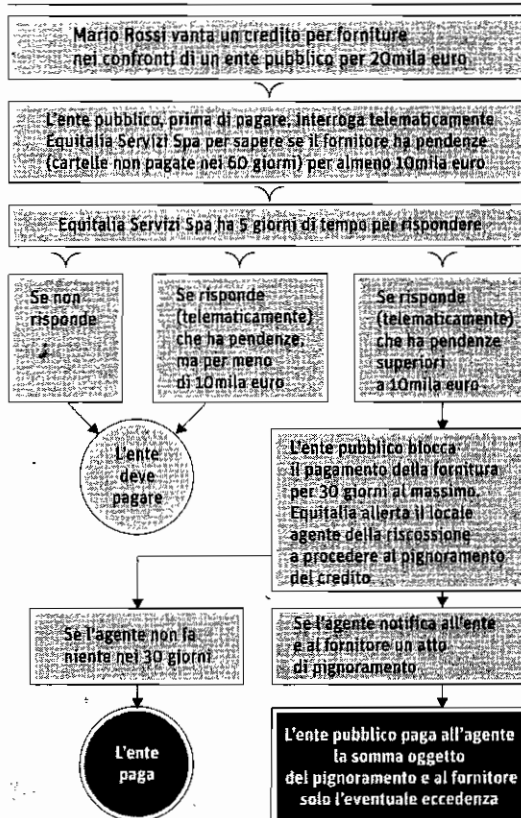 Mario Rossi vanta un credito per forniture
nei confronti di un ente pubblico per 20mila euro
L'ente pubblico, prima di pagare, interroga telematicamente
Equitalia Servizi Spa per sapere se il fornitore ha pendenze
(cartelle non pagate nei 60 giorni) per almeno 10mila euro
Equitalia Servizi Spa ha 5 giorni di tempo per rispondere
Se non
risponde
Se risponde
(telematicamente)
che ha pendenze,
ma per meno
di 10mila euro
Se risponde
(telematicamente)
che ha pendenze
superiori
a 10mila euro
L'ente
deve
pagare
L'ente pubblico blocca
il pagamento della fornitura
per 30 giorni al massimo.
Equitalia allerta il locale
agente della riscossione
a procedere al pignoramento
del credito
Se l'agente non fa
niente nei 30 giorni
Se l'agente notifica all'ente
e al fornitore un atto
di pignoramento
L'ente
paga
L'ente pubblico paga all'agente
la somma oggetto
del pignoramento e al fornitore
solo l'eventuale eccedenza